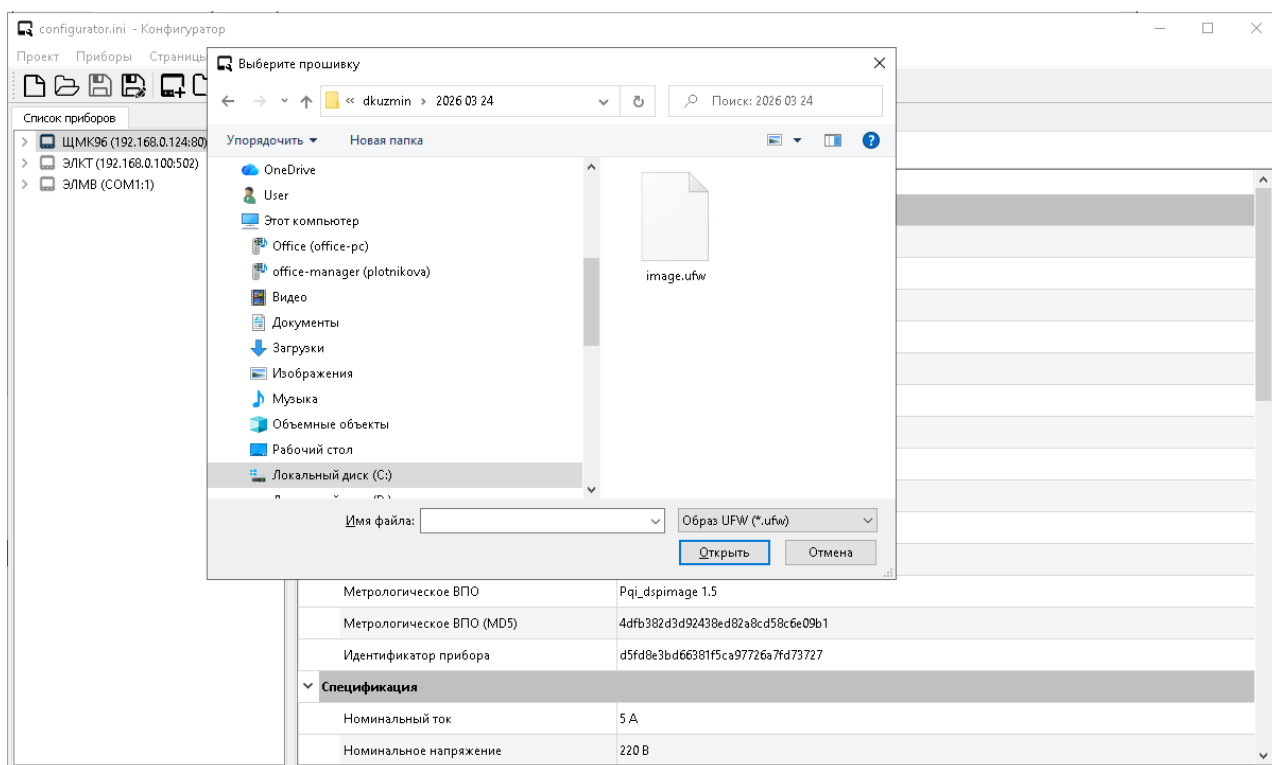 configurator.ini - Конфигуратор
Проект Приборы Страницы
Список приборов
ЩМК96 (192.168.0.124:80)
ЭЛКТ (192.168.0.100:502)
ЭЛМВ (COM1:1)
Выберите прошивку
« dkuzmin › 2026 03 24
Поиск: 2026 03 24
Упорядочить
Новая папка
OneDrive
User
Этот компьютер
Office (office-pc)
office-manager (plotnikova)
Видео
Документы
Загрузки
Изображения
Музыка
Объемные объекты
Рабочий стол
Локальный диск (C:)
image.ufw
Имя файла:
Образ UFW (*.ufw)
Открыть
Отмена
Метрологическое ВПО Pqi_dspimage 1.5
Метрологическое ВПО (MD5) 4dfb382d3d92438ed82a8cd58c6e09b1
Идентификатор прибора d5fd8e3bd66381f5ca97726a7fd73727
Спецификация
Номинальный ток 5 А
Номинальное напряжение 220 В